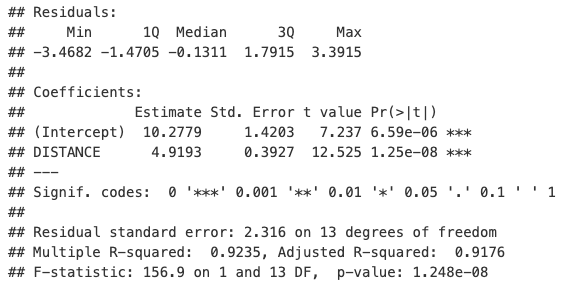 ## Residuals:
##     Min      1Q  Median      3Q     Max
## -3.4682 -1.4705 -0.1311  1.7915  3.3915
##
## Coefficients:
##             Estimate Std. Error t value Pr(>|t|)
## (Intercept)  10.2779     1.4203   7.237 6.59e-06 ***
## DISTANCE      4.9193     0.3927  12.525 1.25e-08 ***
## ---
## Signif. codes:  0 '***' 0.001 '**' 0.01 '*' 0.05 '.' 0.1 ' ' 1
##
## Residual standard error: 2.316 on 13 degrees of freedom
## Multiple R-squared:  0.9235, Adjusted R-squared:  0.9176
## F-statistic: 156.9 on 1 and 13 DF,  p-value: 1.248e-08